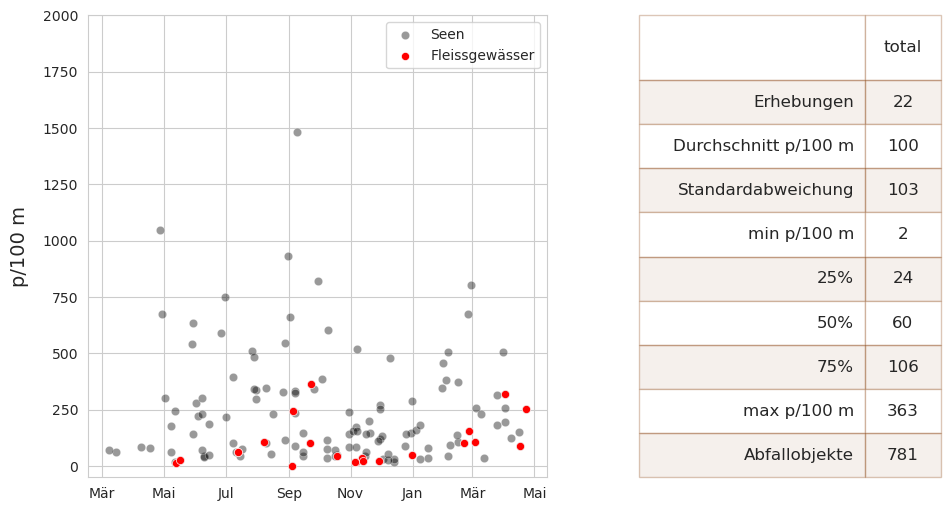 2000
1750
1500
1250
1000
750
500
250
0
p/100 m
Mär Mai Jul Sep Nov Jan Mär Mai
Seen
Fleissgewässer
total
Erhebungen 22
Durchschnitt p/100 m 100
Standardabweichung 103
min p/100 m 2
25% 24
50% 60
75% 106
max p/100 m 363
Abfallobjekte 781